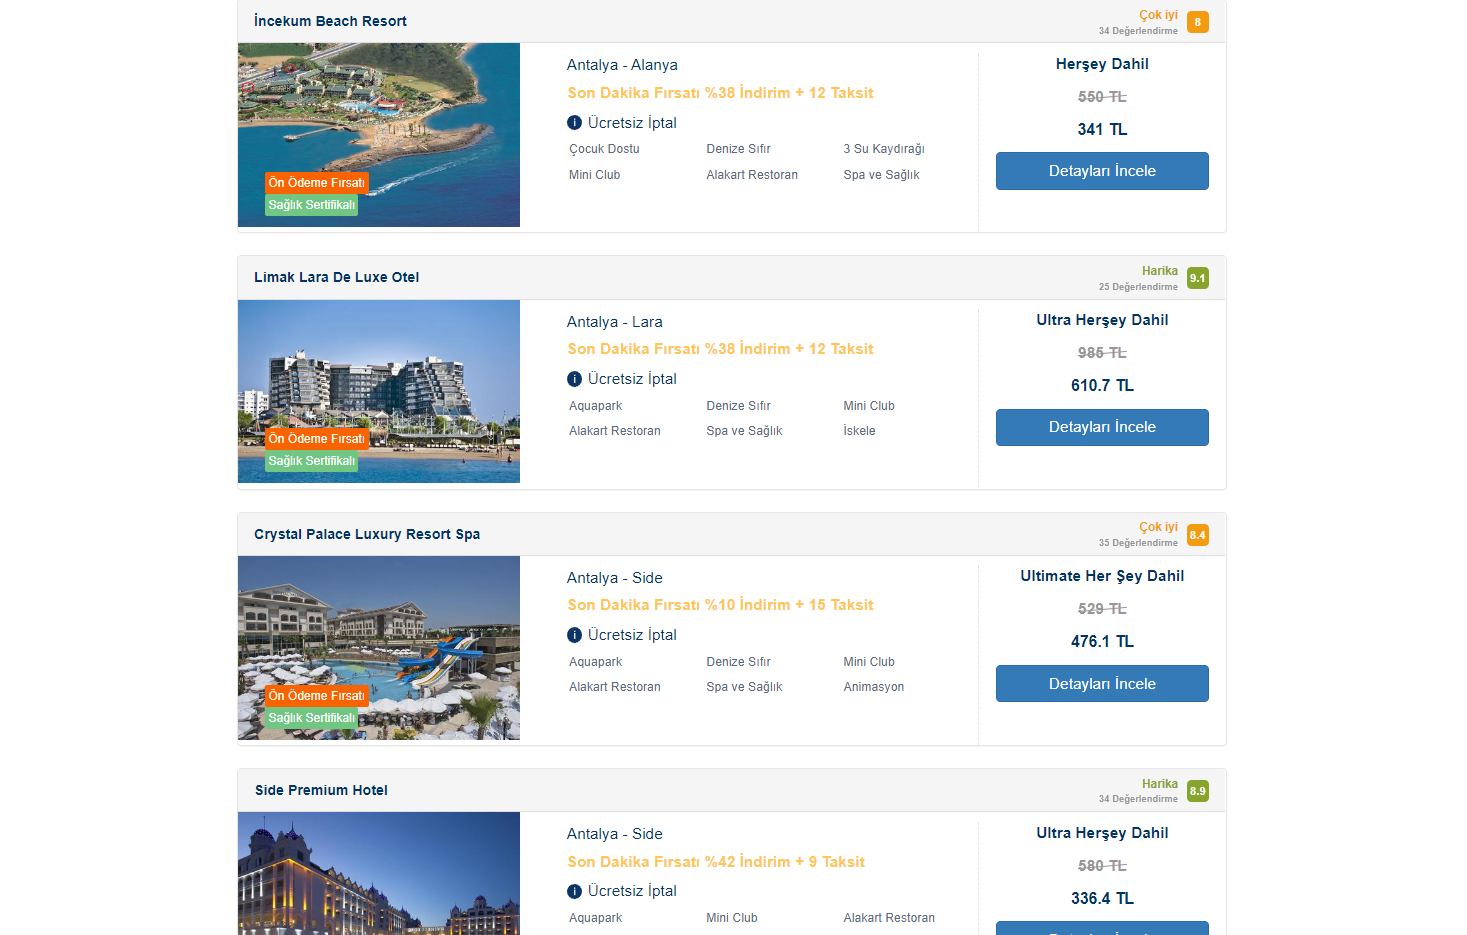 İncekum Beach Resort
Çok iyi
34 Değerlendirme
8
Ön Ödeme Fırsatı
Sağlık Sertifikalı
Antalya - Alanya
Son Dakika Fırsatı %38 İndirim + 12 Taksit
Ücretsiz İptal
Çocuk Dostu Denize Sıfır 3 Su Kaydırağı
Mini Club Alakart Restoran Spa ve Sağlık
Herşey Dahil
550 TL
341 TL
Detayları İncele
Limak Lara De Luxe Otel
Harika
25 Değerlendirme
9.1
Ön Ödeme Fırsatı
Sağlık Sertifikalı
Antalya - Lara
Son Dakika Fırsatı %38 İndirim + 12 Taksit
Ücretsiz İptal
Aquapark Denize Sıfır Mini Club
Alakart Restoran Spa ve Sağlık İskele
Ultra Herşey Dahil
985 TL
610.7 TL
Detayları İncele
Crystal Palace Luxury Resort Spa
Çok iyi
35 Değerlendirme
8.4
Ön Ödeme Fırsatı
Sağlık Sertifikalı
Antalya - Side
Son Dakika Fırsatı %10 İndirim + 15 Taksit
Ücretsiz İptal
Aquapark Denize Sıfır Mini Club
Alakart Restoran Spa ve Sağlık Animasyon
Ultimate Her Şey Dahil
529 TL
476.1 TL
Detayları İncele
Side Premium Hotel
Harika
34 Değerlendirme
8.9
Antalya - Side
Son Dakika Fırsatı %42 İndirim + 9 Taksit
Ücretsiz İptal
Aquapark Mini Club Alakart Restoran
Ultra Herşey Dahil
580 TL
336.4 TL